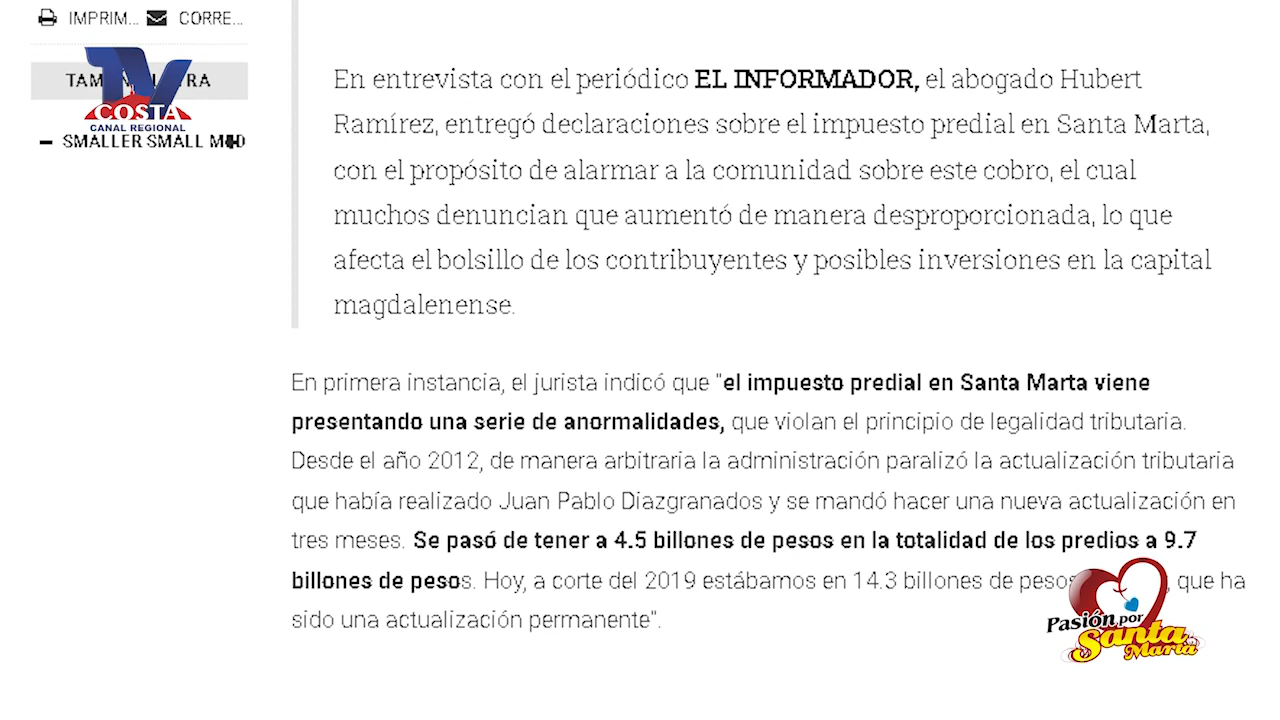 IMPRIM... CORRE...
TV
COSTA
CANAL REGIONAL
SMALLER SMALL
En entrevista con el periódico EL INFORMADOR, el abogado Hubert
Ramírez, entregó declaraciones sobre el impuesto predial en Santa Marta,
con el propósito de alarmar a la comunidad sobre este cobro, el cual
muchos denuncian que aumentó de manera desproporcionada, lo que
afecta el bolsillo de los contribuyentes y posibles inversiones en la capital
magdalenense.
En primera instancia, el jurista indicó que "el impuesto predial en Santa Marta viene
presentando una serie de anormalidades, que violan el principio de legalidad tributaria.
Desde el año 2012, de manera arbitraria la administración paralizó la actualización tributaria
que había realizado Juan Pablo Diazgranados y se mandó hacer una nueva actualización en
tres meses. Se pasó de tener a 4.5 billones de pesos en la totalidad de los predios a 9.7
billones de pesos. Hoy, a corte del 2019 estábamos en 14.3 billones de pesos que ha
sido una actualización permanente".
Pasión por
Santa
Marta